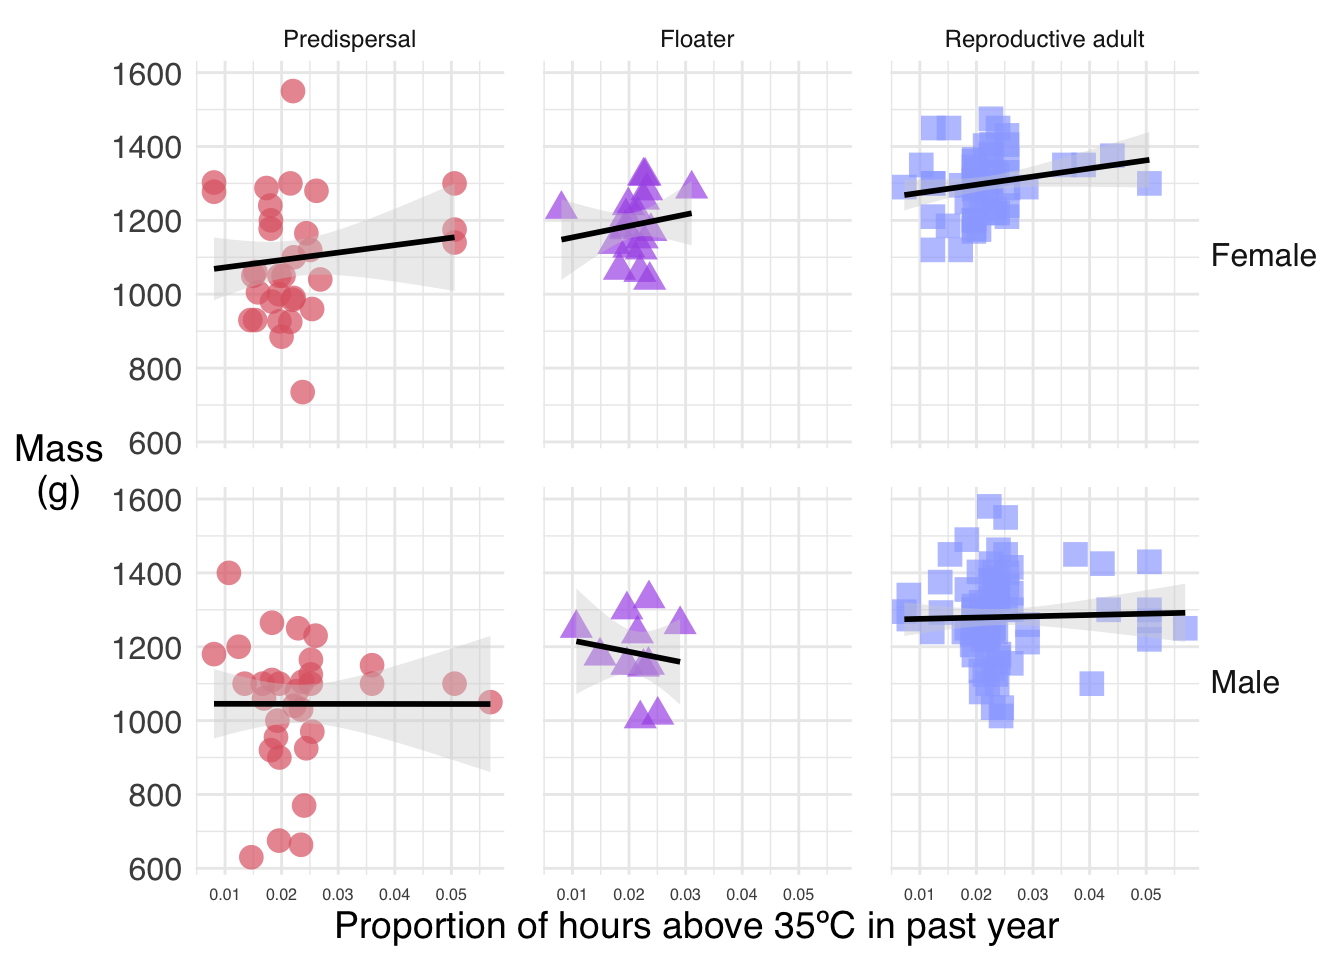 Predispersal Floater Reproductive adult
1600
1400
1200
1000
800
600
Female
Mass
(g)
1600
1400
1200
1000
800
600
Male
0.01 0.02 0.03 0.04 0.05 0.01 0.02 0.03 0.04 0.05 0.01 0.02 0.03 0.04 0.05
Proportion of hours above 35ºC in past year